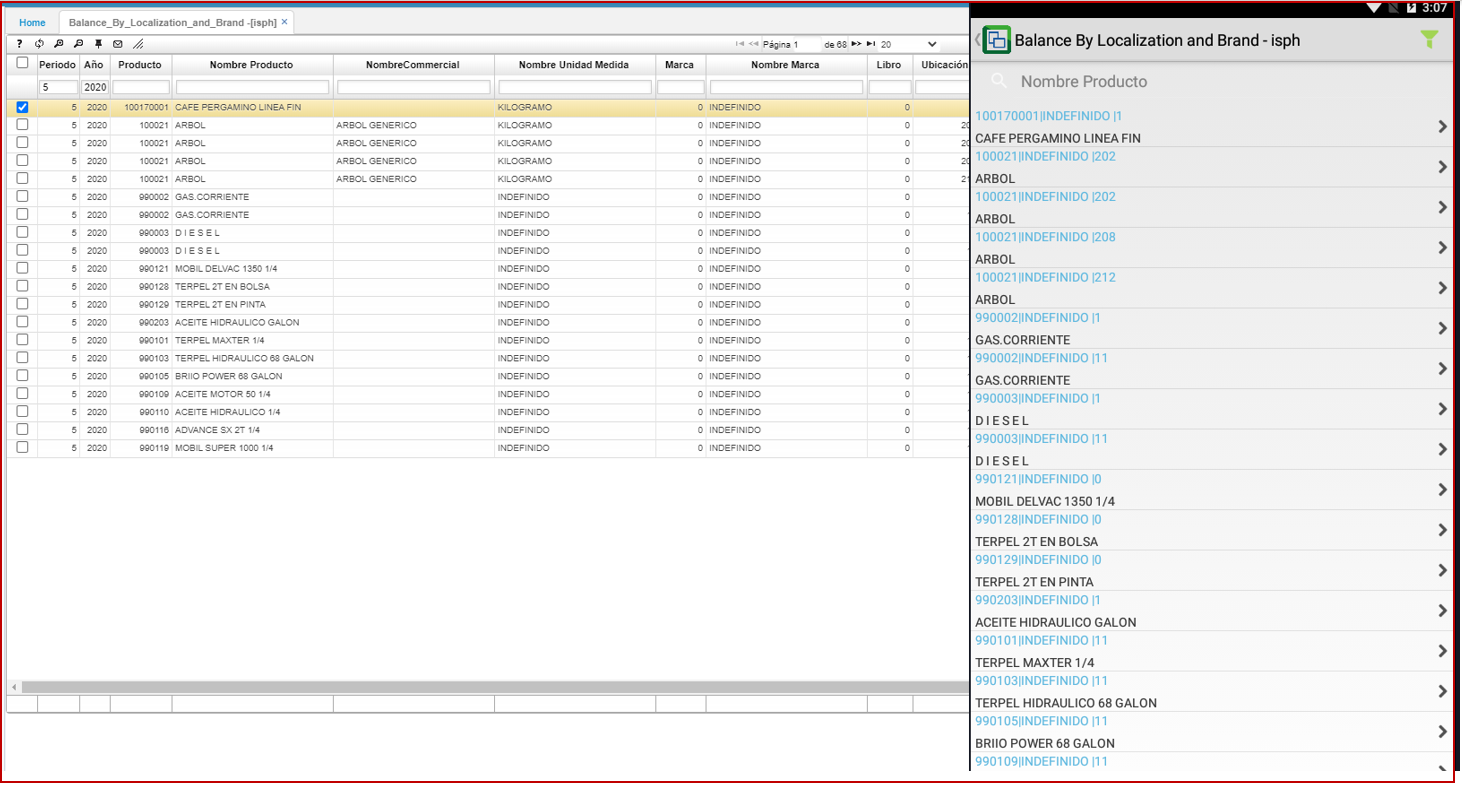 Home Balance_By_Localization_and_Brand -[isph] ×
? Página 1 de 68 20
Periodo Año Producto Nombre Producto NombreCommercial Nombre Unidad Medida Marca Nombre Marca Libro Ubicación
5 2020
5 2020 100170001 CAFE PERGAMINO LINEA FIN KILOGRAMO 0 INDEFINIDO 0
5 2020 100021 ARBOL ARBOL GENERICO KILOGRAMO 0 INDEFINIDO 0 20
5 2020 100021 ARBOL ARBOL GENERICO KILOGRAMO 0 INDEFINIDO 0 20
5 2020 100021 ARBOL ARBOL GENERICO KILOGRAMO 0 INDEFINIDO 0 20
5 2020 100021 ARBOL ARBOL GENERICO KILOGRAMO 0 INDEFINIDO 0 21
5 2020 990002 GAS.CORRIENTE INDEFINIDO 0 INDEFINIDO 0
5 2020 990002 GAS.CORRIENTE INDEFINIDO 0 INDEFINIDO 0
5 2020 990003 D I E S E L INDEFINIDO 0 INDEFINIDO 0
5 2020 990003 D I E S E L INDEFINIDO 0 INDEFINIDO 0
5 2020 990121 MOBIL DELVAC 1350 1/4 INDEFINIDO 0 INDEFINIDO 0
5 2020 990128 TERPEL 2T EN BOLSA INDEFINIDO 0 INDEFINIDO 0
5 2020 990129 TERPEL 2T EN PINTA INDEFINIDO 0 INDEFINIDO 0
5 2020 990203 ACEITE HIDRAULICO GALON INDEFINIDO 0 INDEFINIDO 0
5 2020 990101 TERPEL MAXTER 1/4 INDEFINIDO 0 INDEFINIDO 0
5 2020 990103 TERPEL HIDRAULICO 68 GALON INDEFINIDO 0 INDEFINIDO 0
5 2020 990105 BRIIO POWER 68 GALON INDEFINIDO 0 INDEFINIDO 0
5 2020 990109 ACEITE MOTOR 50 1/4 INDEFINIDO 0 INDEFINIDO 0
5 2020 990110 ACEITE HIDRAULICO 1/4 INDEFINIDO 0 INDEFINIDO 0
5 2020 990116 ADVANCE SX 2T 1/4 INDEFINIDO 0 INDEFINIDO 0
5 2020 990119 MOBIL SUPER 1000 1/4 INDEFINIDO 0 INDEFINIDO 0
3:07
Balance By Localization and Brand - isph
Nombre Producto
100170001|INDEFINIDO |1
CAFE PERGAMINO LINEA FIN
100021|INDEFINIDO |202
ARBOL
100021|INDEFINIDO |202
ARBOL
100021|INDEFINIDO |208
ARBOL
100021|INDEFINIDO |212
ARBOL
990002|INDEFINIDO |1
GAS.CORRIENTE
990002|INDEFINIDO |11
GAS.CORRIENTE
990003|INDEFINIDO |1
D I E S E L
990003|INDEFINIDO |11
D I E S E L
990121|INDEFINIDO |0
MOBIL DELVAC 1350 1/4
990128|INDEFINIDO |0
TERPEL 2T EN BOLSA
990129|INDEFINIDO |0
TERPEL 2T EN PINTA
990203|INDEFINIDO |1
ACEITE HIDRAULICO GALON
990101|INDEFINIDO |11
TERPEL MAXTER 1/4
990103|INDEFINIDO |11
TERPEL HIDRAULICO 68 GALON
990105|INDEFINIDO |11
BRIIO POWER 68 GALON
990109|INDEFINIDO |11